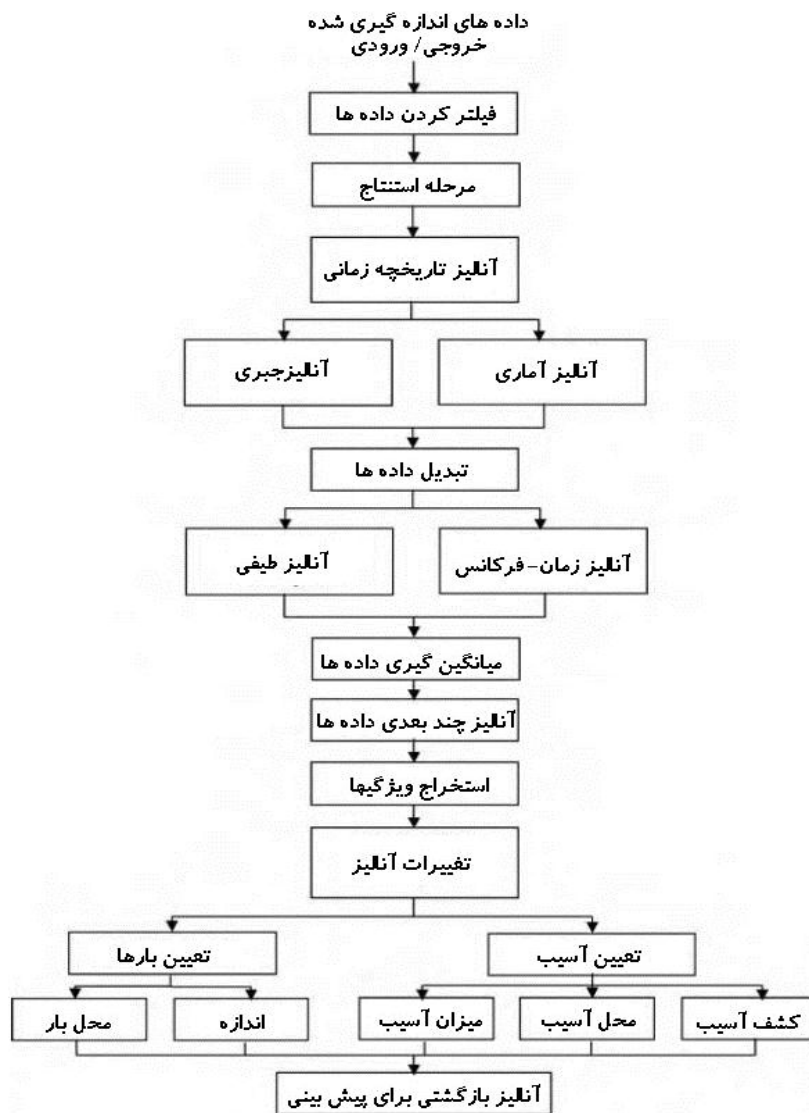 داده های اندازه گیری شده
خروجی/ ورودی
فیلتر کردن داده ها
مرحله استنتاج
آنالیز تاریخچه زمانی
آنالیز آماری
آنالیزجبری
تبدیل داده ها
آنالیز زمان-فرکانس
آنالیز طیفی
میانگین گیری داده ها
آنالیز چند بعدی داده ها
استخراج ویژگیها
تغییرات آنالیز
تعیین آسیب
تعیین بارها
کشف آسیب
محل آسیب
میزان آسیب
اندازه
محل بار
آنالیز بازگشتی برای پیش بینی